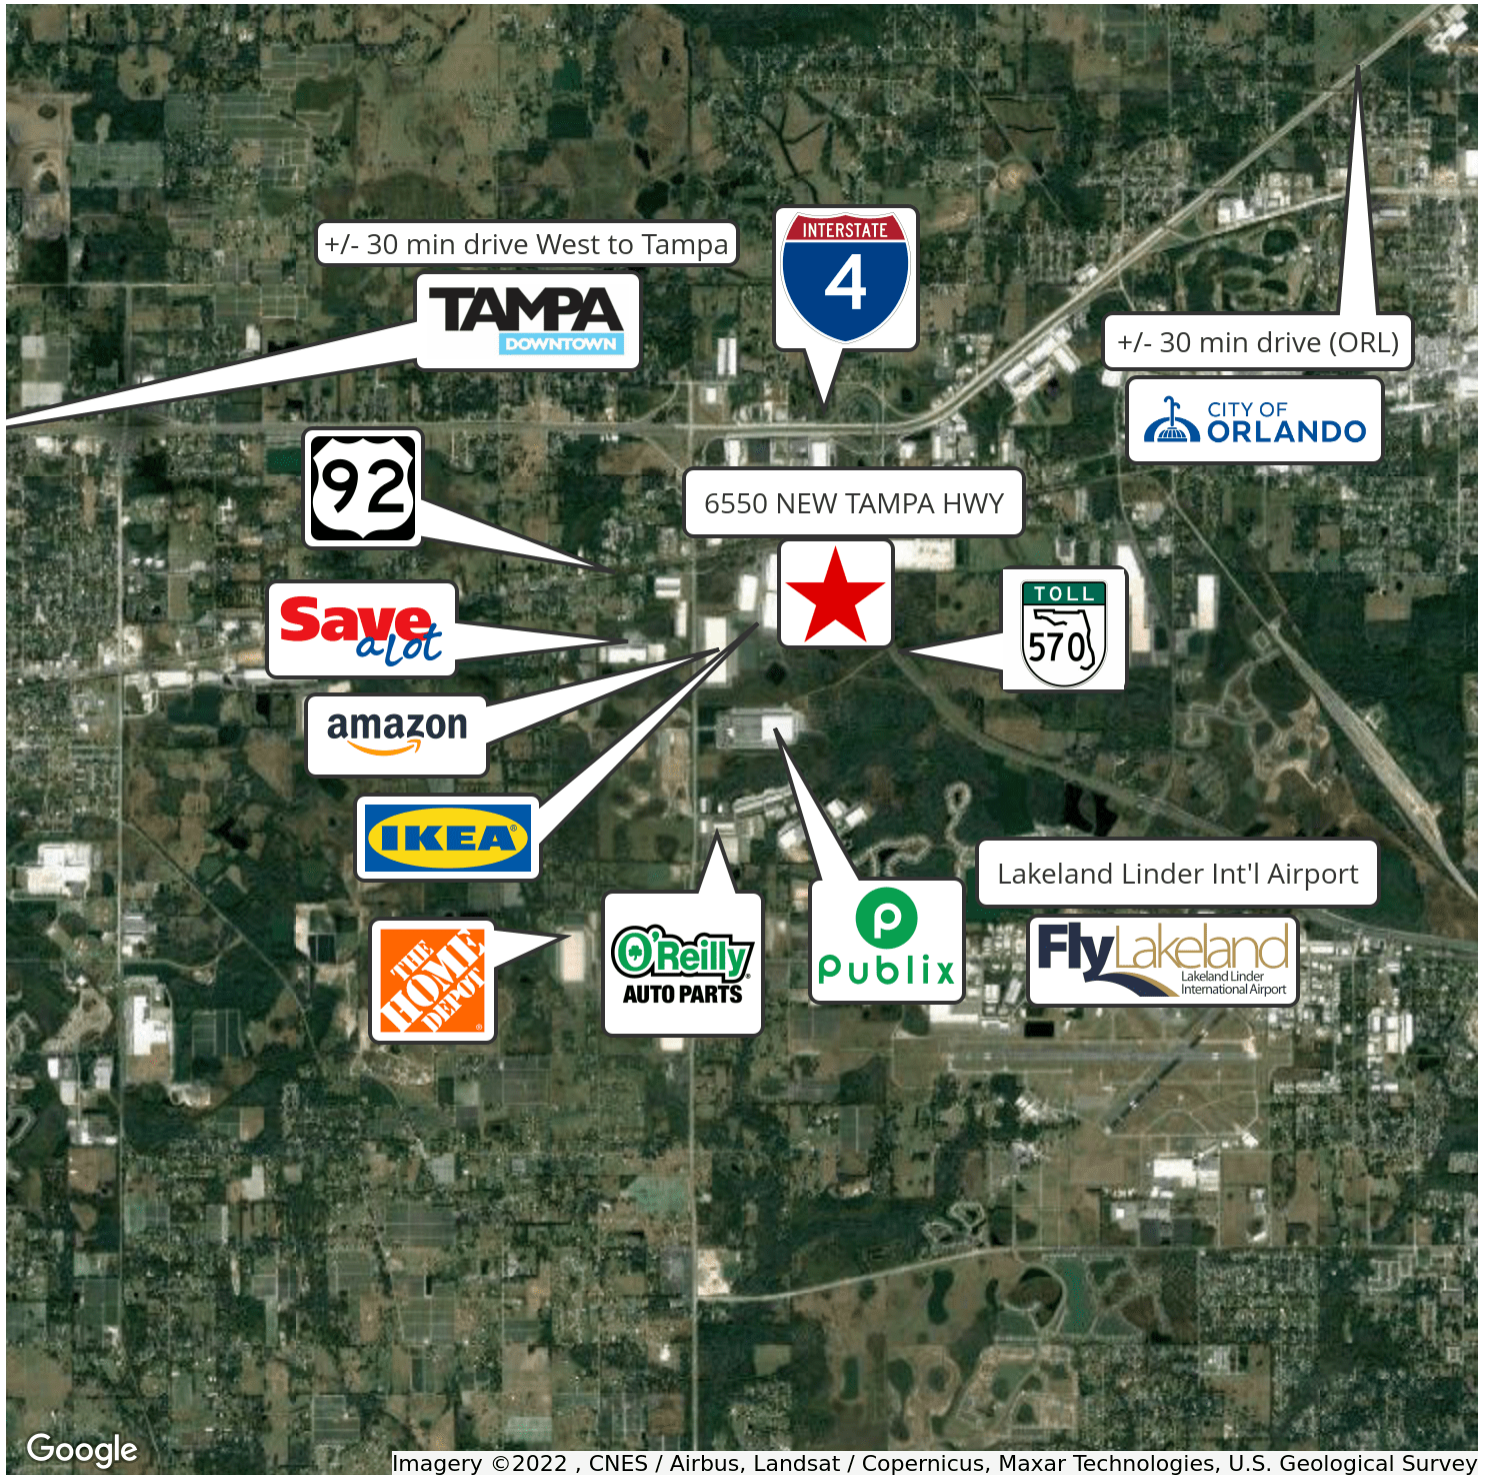 +/- 30 min drive West to Tampa
TAMPA
DOWNTOWN
INTERSTATE
4
+/- 30 min drive (ORL)
CITY OF
ORLANDO
92
6550 NEW TAMPA HWY
Save
a lot
TOLL
570
amazon
IKEA®
THE
HOME
DEPOT
®
O'Reilly®
AUTO PARTS
Publix
Lakeland Linder Int'l Airport
FlyLakeland
Lakeland Linder
International Airport
Google
Imagery ©2022 , CNES / Airbus, Landsat / Copernicus, Maxar Technologies, U.S. Geological Survey